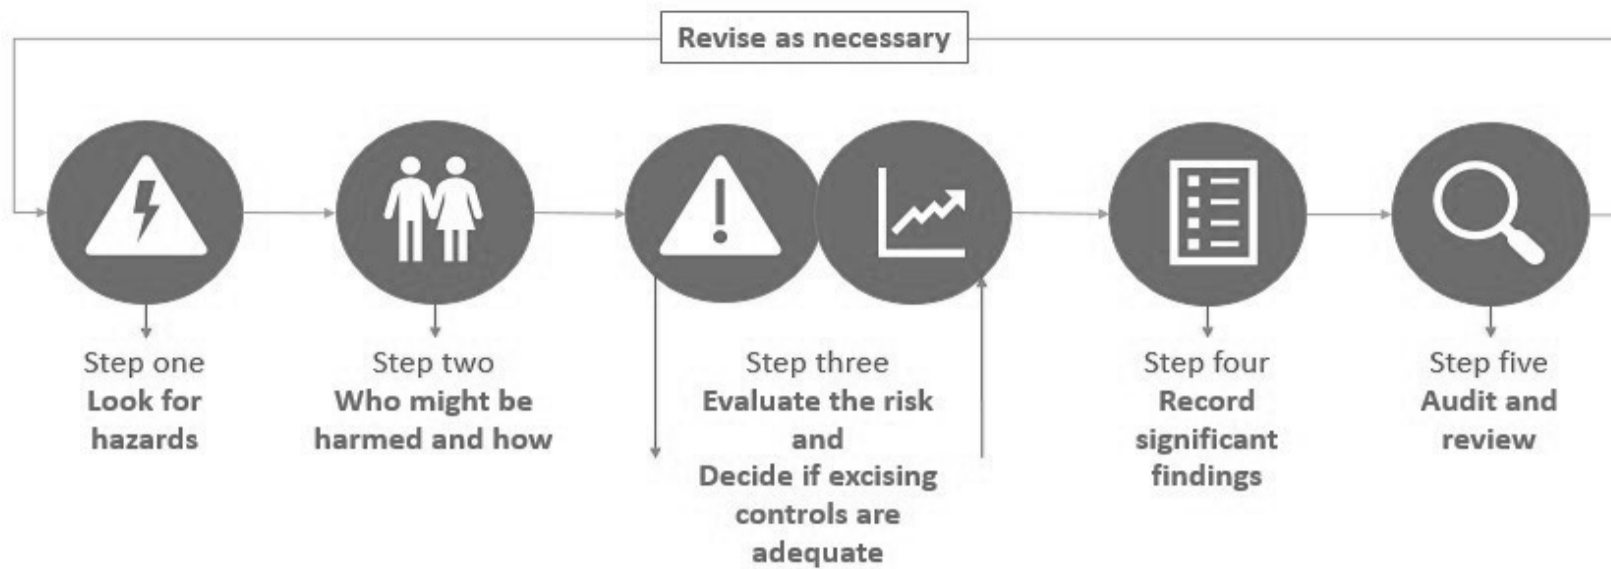 Revise as necessary
Step one
Look for
hazards
Step two
Who might be
harmed and how
Step three
Evaluate the risk
and
Decide if excising
controls are
adequate
Step four
Record
significant
findings
Step five
Audit and
review